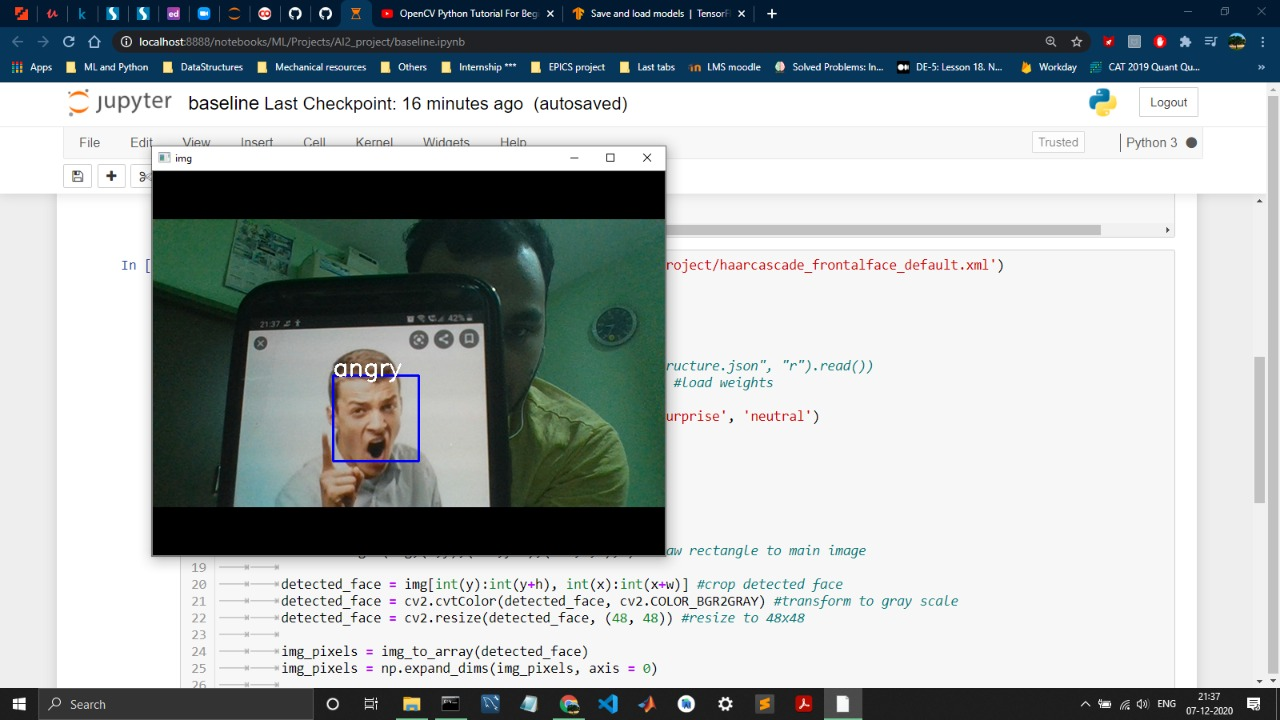 OpenCV Python Tutorial For Beg
Save and load models | TensorF
localhost:8888/notebooks/ML/Projects/AI2_project/baseline.ipynb
Apps
ML and Python
DataStructures
Mechanical resources
Others
Internship ***
EPICS project
Last tabs
LMS moodle
Solved Problems: In...
DE-5: Lesson 18. N...
Workday
CAT 2019 Quant Qu...
»
jupyter
baseline Last Checkpoint: 16 minutes ago (autosaved)
Logout
File
Edit
View
Insert
Cell
Kernel
Widgets
Help
Trusted
Python 3
img
In [
roject/haarcascade_frontalface_default.xml')
21:37
42%
ructure.json", "r").read())
angry
#load weights
urprise', 'neutral')
aw rectangle to main image
19
20 detected_face = img[int(y):int(y+h), int(x):int(x+w)] #crop detected face
21 detected_face = cv2.cvtColor(detected_face, cv2.COLOR_BGR2GRAY) #transform to gray scale
22 detected_face = cv2.resize(detected_face, (48, 48)) #resize to 48x48
23
24 img_pixels = img_to_array(detected_face)
25 img_pixels = np.expand_dims(img_pixels, axis = 0)
26
Search
ENG
21:37
07-12-2020